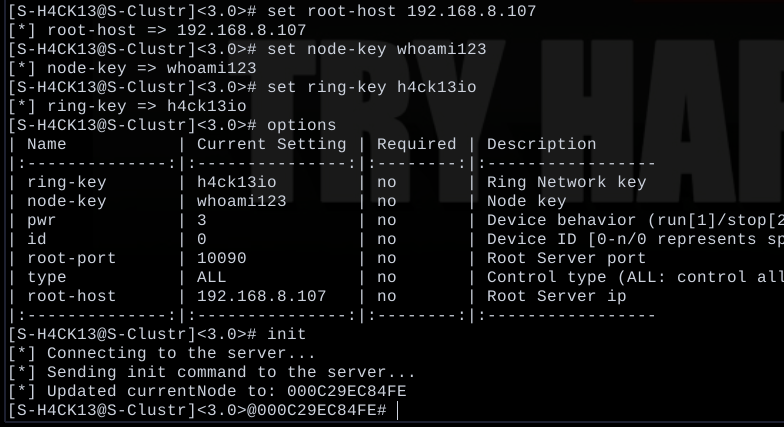 [S-H4CK13@S-Clustr]<3.0># set root-host 192.168.8.107
[*] root-host => 192.168.8.107
[S-H4CK13@S-Clustr]<3.0># set node-key whoami123
[*] node-key => whoami123
[S-H4CK13@S-Clustr]<3.0># set ring-key h4ck13io
[*] ring-key => h4ck13io
[S-H4CK13@S-Clustr]<3.0># options
| Name | Current Setting | Required | Description
|:--------------:|:---------------:|:--------:|:-----------------
| ring-key | h4ck13io | no | Ring Network key
| node-key | whoami123 | no | Node key
| pwr | 3 | no | Device behavior (run[1]/stop[2
| id | 0 | no | Device ID [0-n/0 represents sp
| root-port | 10090 | no | Root Server port
| type | ALL | no | Control type (ALL: control all
| root-host | 192.168.8.107 | no | Root Server ip
|:--------------:|:---------------:|:--------:|:-----------------
[S-H4CK13@S-Clustr]<3.0># init
[*] Connecting to the server...
[*] Sending init command to the server...
[*] Updated currentNode to: 000C29EC84FE
[S-H4CK13@S-Clustr]<3.0>@000C29EC84FE#
TRY HAR